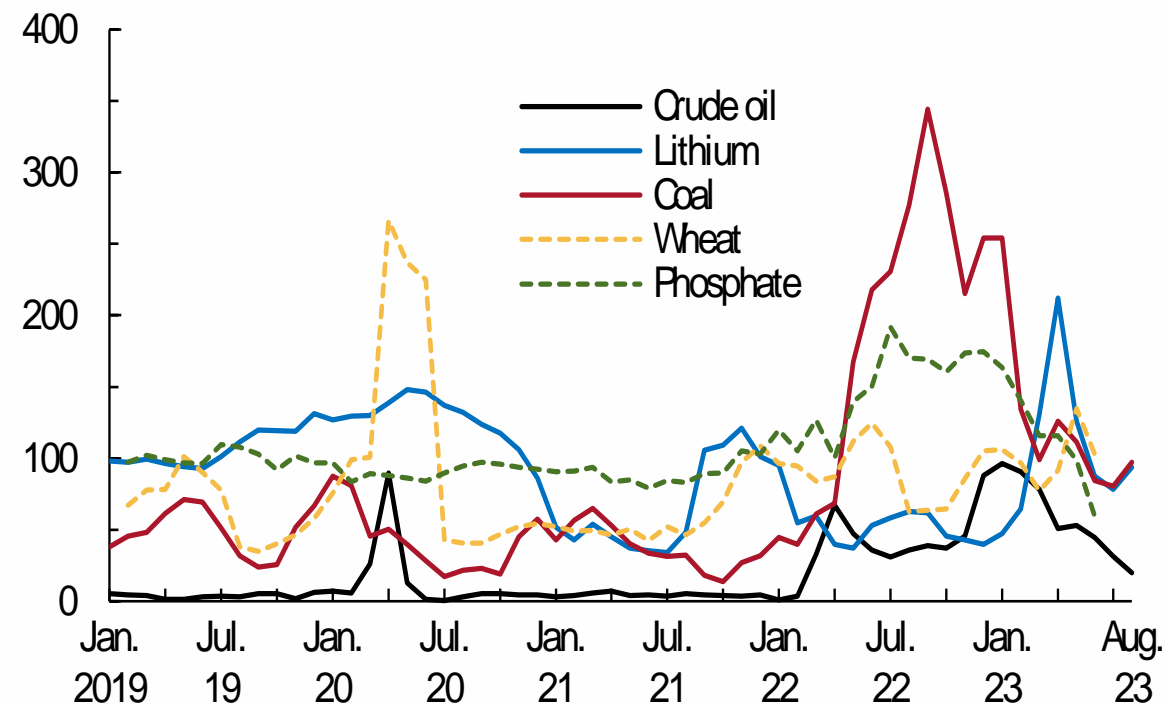 400
300
200
100
0
Crude oil
Lithium
Coal
Wheat
Phosphate
Jan. Jul. Jan. Jul. Jan. Jul. Jan. Jul. Jan. Aug.
2019 19 20 20 21 21 22 22 23 23